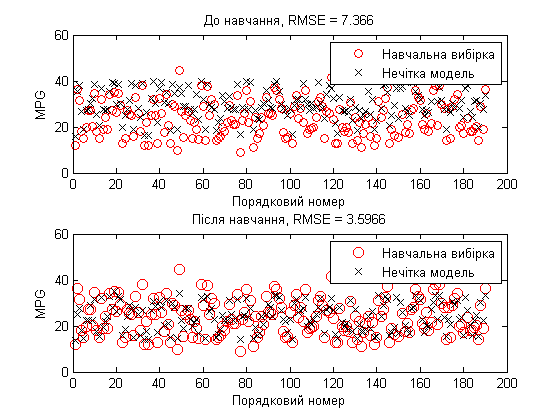 До навчання, RMSE = 7.366
60
40
20
0
MPG
Навчальна вибірка
Нечітка модель
0 20 40 60 80 100 120 140 160 180 200
Порядковий номер
Після навчання, RMSE = 3.5966
60
40
20
0
MPG
Навчальна вибірка
Нечітка модель
0 20 40 60 80 100 120 140 160 180 200
Порядковий номер